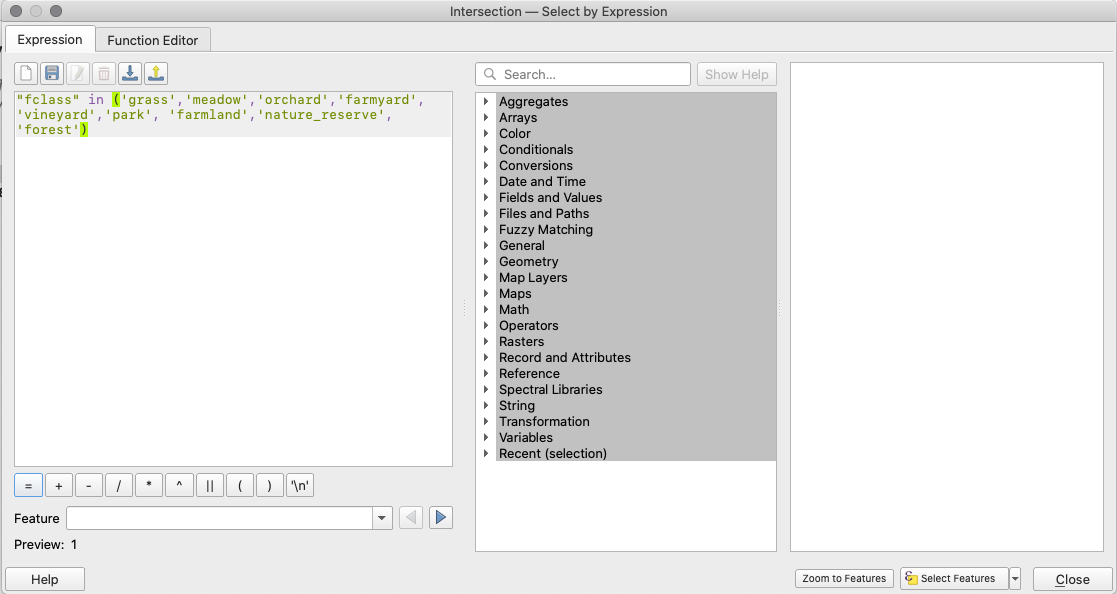 Intersection — Select by Expression
Expression
Function Editor
Search...
Show Help
"fclass" in ('grass','meadow','orchard','farmyard',
'vineyard','park', 'farmland','nature_reserve',
'forest')
Aggregates
Arrays
Color
Conditionals
Conversions
Date and Time
Fields and Values
Files and Paths
Fuzzy Matching
General
Geometry
Map Layers
Maps
Math
Operators
Rasters
Record and Attributes
Reference
Spectral Libraries
String
Transformation
Variables
Recent (selection)
= + - / * ^ || ( ) '\n'
Feature
Preview: 1
Help
Zoom to Features
Select Features
Close